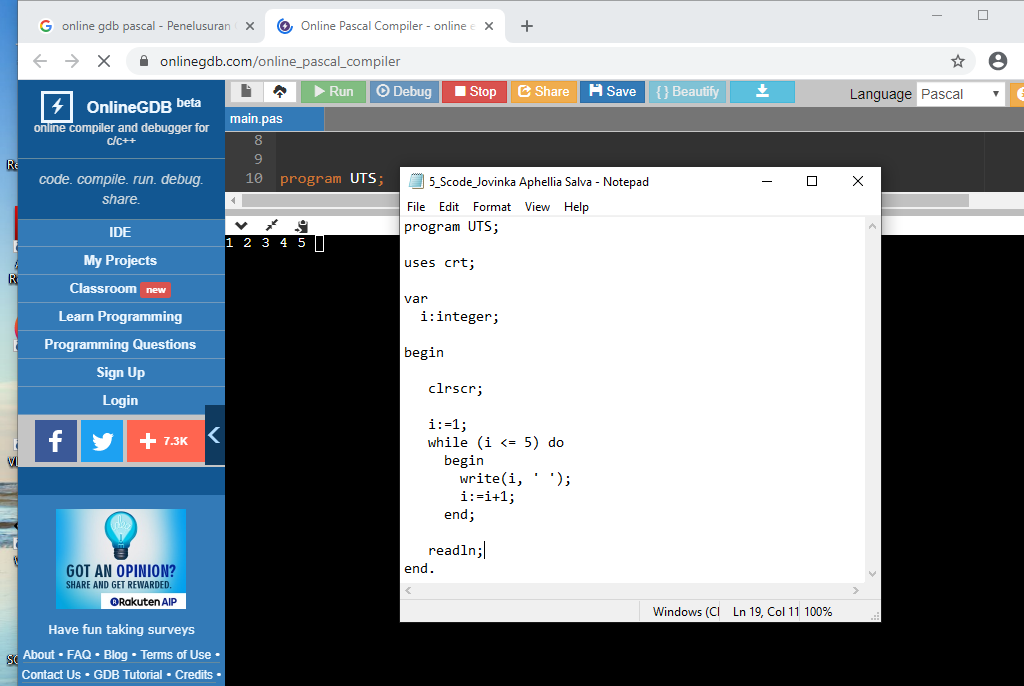 online gdb pascal - Penelusuran
Online Pascal Compiler - online e
onlinegdb.com/online_pascal_compiler
OnlineGDB beta
online compiler and debugger for
c/c++
code. compile. run. debug.
share.
IDE
My Projects
Classroom new
Learn Programming
Programming Questions
Sign Up
Login
7.3K
GOT AN OPINION?
SHARE AND GET REWARDED.
Rakuten AIP
Have fun taking surveys
About • FAQ • Blog • Terms of Use •
Contact Us • GDB Tutorial • Credits •
Run Debug Stop Share Save { } Beautify
Language Pascal
main.pas
8
9
10 program UTS;
1 2 3 4 5
5_Scode_Jovinka Aphellia Salva - Notepad
File Edit Format View Help
program UTS;
uses crt;
var
i:integer;
begin
clrscr;
i:=1;
while (i <= 5) do
begin
write(i, ' ');
i:=i+1;
end;
readln;
end.
Windows (Cl Ln 19, Col 11 100%